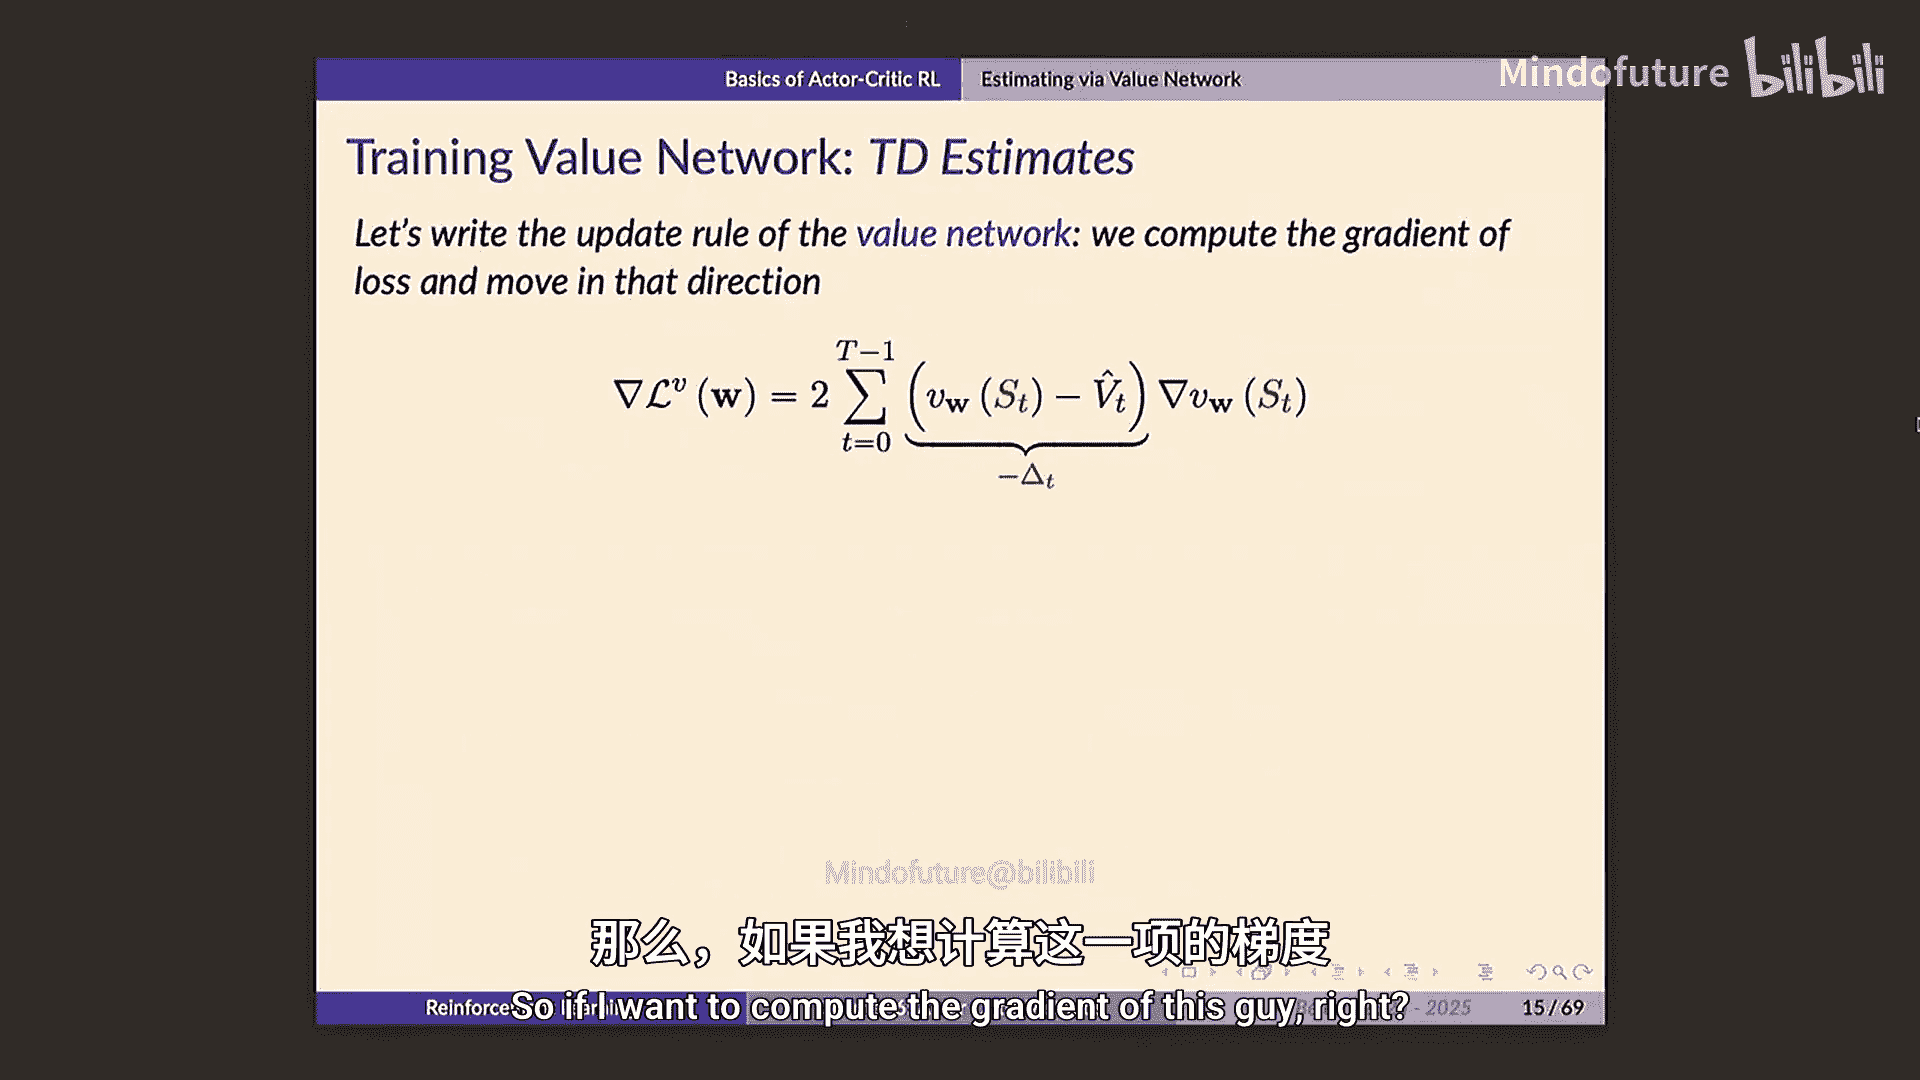 Basics of Actor-Critic RL
Estimating via Value Network
Mindofuture bilibili
Training Value Network: TD Estimates
Let's write the update rule of the value network: we compute the gradient of
loss and move in that direction
∇ℒᵛ (w) = 2 ∑_{t=0}^{T−1} (v_w (S_t) − V̂_t) ∇v_w (S_t)
−Δ_t
Mindofuture@bilibili
那么，如果我想计算这一项的梯度
So if I want to compute the gradient of this guy, right?
- 2025
15 / 69